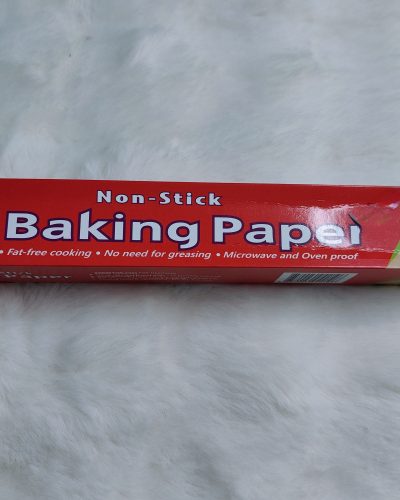 Non-Stick
Baking Paper
• Fat-free cooking • No need for greasing • Microwave and Oven proof